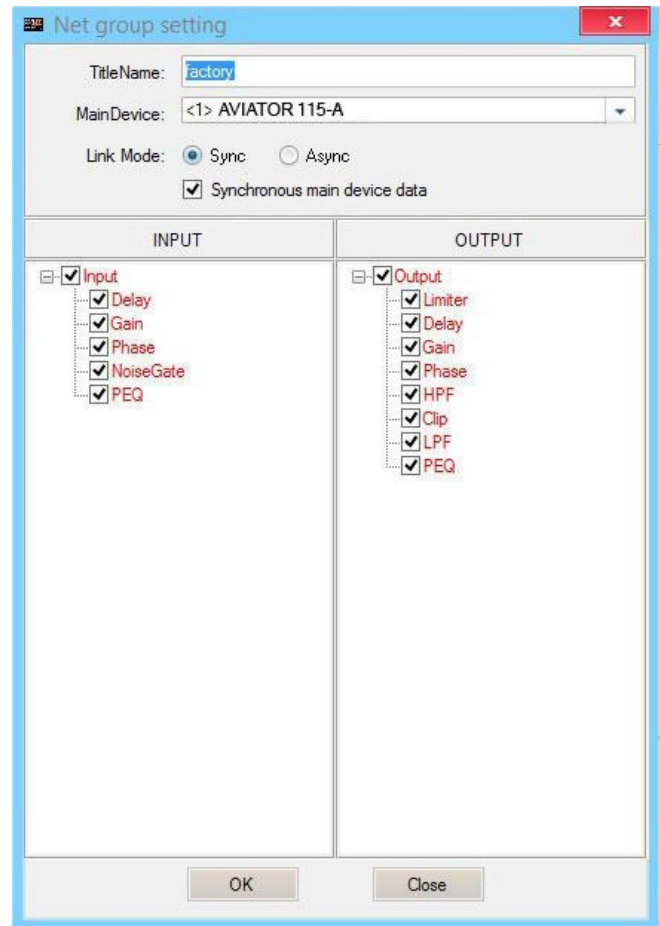 Net group setting
TitleName: factory
MainDevice: <1> AVIATOR 115-A
Link Mode: Sync Async
Synchronous main device data
INPUT OUTPUT
Input
Delay
Gain
Phase
NoiseGate
PEQ
Output
Limiter
Delay
Gain
Phase
HPF
Clip
LPF
PEQ
OK Close